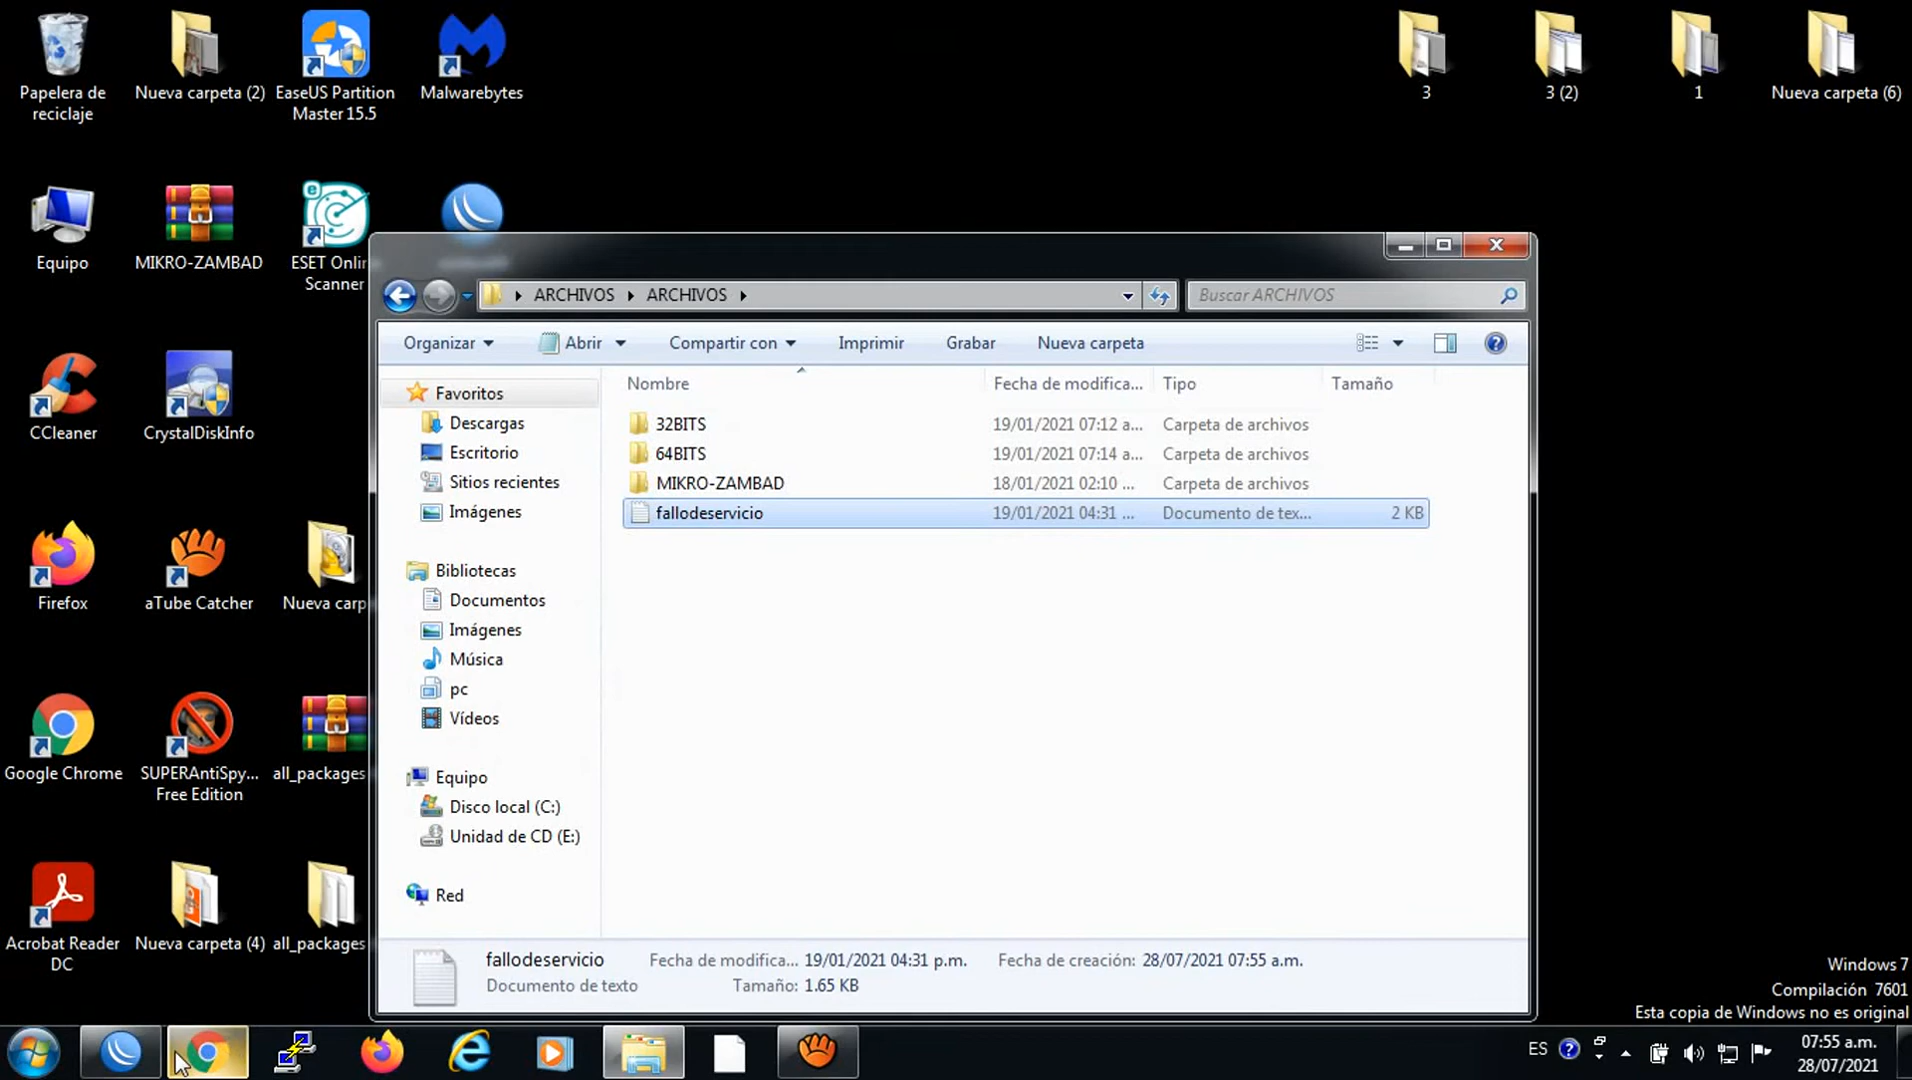 Papelera de
reciclaje
Nueva carpeta (2)
EaseUS Partition
Master 15.5
Malwarebytes
3
3 (2)
1
Nueva carpeta (6)
Equipo
MIKRO-ZAMBAD
ESET Onli
Scanner
CCleaner
CrystalDiskInfo
Firefox
aTube Catcher
Nueva carp
Google Chrome
SUPERAntiSpy...
Free Edition
all_packages
Acrobat Reader
DC
Nueva carpeta (4)
all_packages
ARCHIVOS
ARCHIVOS
Buscar ARCHIVOS
Organizar
Abrir
Compartir con
Imprimir
Grabar
Nueva carpeta
Nombre
Fecha de modifica...
Tipo
Tamaño
32BITS
19/01/2021 07:12 a...
Carpeta de archivos
64BITS
19/01/2021 07:14 a...
Carpeta de archivos
MIKRO-ZAMBAD
18/01/2021 02:10 ...
Carpeta de archivos
fallodeservicio
19/01/2021 04:31 ...
Documento de tex...
2 KB
Favoritos
Descargas
Escritorio
Sitios recientes
Imágenes
Bibliotecas
Documentos
Imágenes
Música
pc
Vídeos
Equipo
Disco local (C:)
Unidad de CD (E:)
Red
fallodeservicio
Fecha de modifica... 19/01/2021 04:31 p.m.
Fecha de creación: 28/07/2021 07:55 a.m.
Documento de texto
Tamaño: 1.65 KB
Windows 7
Compilación 7601
Esta copia de Windows no es original
ES
07:55 a.m.
28/07/2021